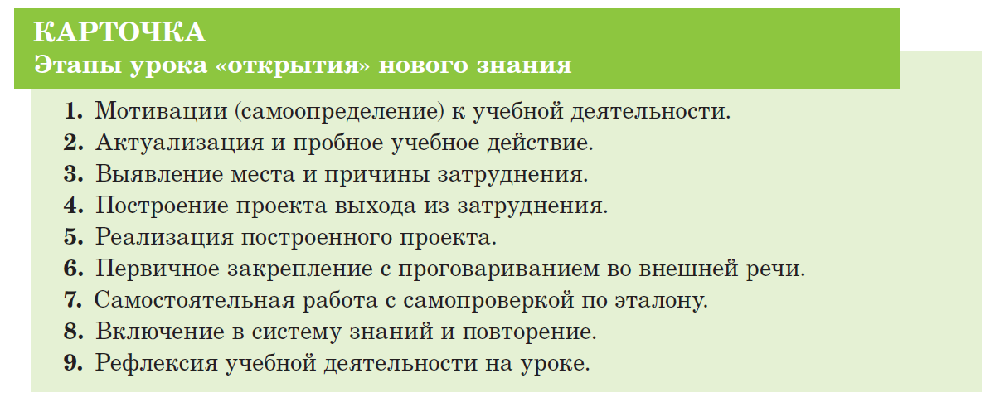 КАРТОЧКА
Этапы урока «открытия» нового знания
1. Мотивации (самоопределение) к учебной деятельности.
2. Актуализация и пробное учебное действие.
3. Выявление места и причины затруднения.
4. Построение проекта выхода из затруднения.
5. Реализация построенного проекта.
6. Первичное закрепление с проговариванием во внешней речи.
7. Самостоятельная работа с самопроверкой по эталону.
8. Включение в систему знаний и повторение.
9. Рефлексия учебной деятельности на уроке.